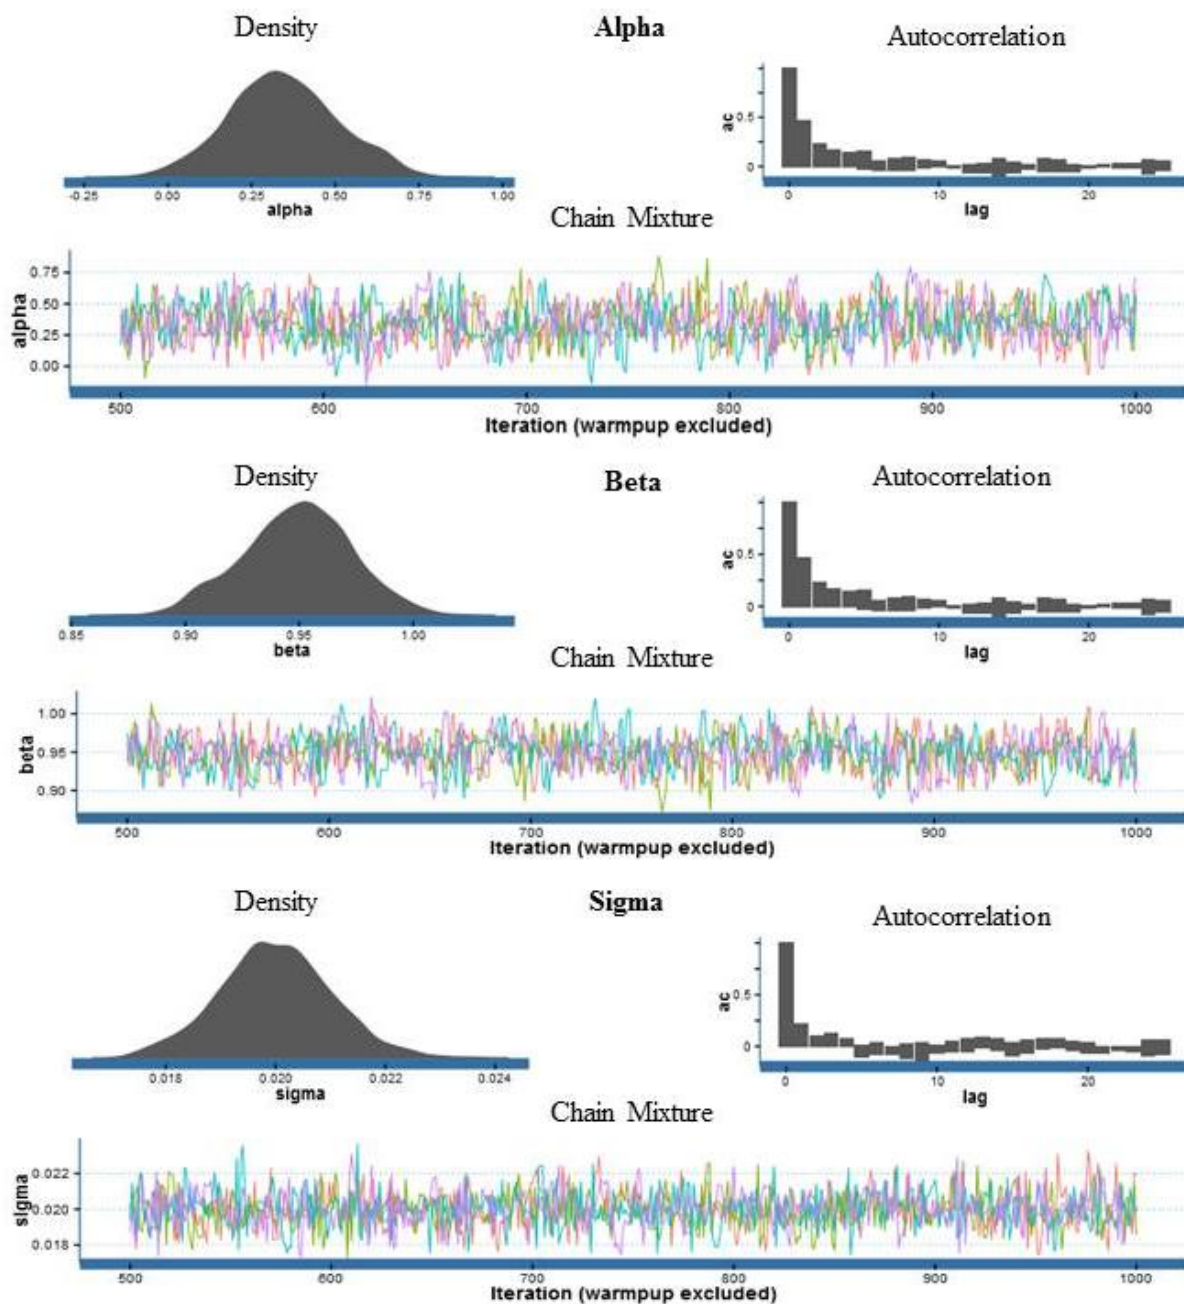 Density
Alpha
Autocorrelation
ac
0.5
0
-0.25 0.00 0.25 0.50 0.75 1.00
alpha
0 10 20
lag
Chain Mixture
alpha
0.75
0.50
0.25
0.00
500 600 700 800 900 1000
Iteration (warmpup excluded)
Density
Beta
Autocorrelation
ac
0.5
0
0.85 0.90 0.95 1.00
beta
0 10 20
lag
Chain Mixture
beta
1.00
0.95
0.90
500 600 700 800 900 1000
Iteration (warmpup excluded)
Density
Sigma
Autocorrelation
ac
0.5
0
0.018 0.020 0.022 0.024
sigma
0 10 20
lag
Chain Mixture
sigma
0.022
0.020
0.018
500 600 700 800 900 1000
Iteration (warmpup excluded)